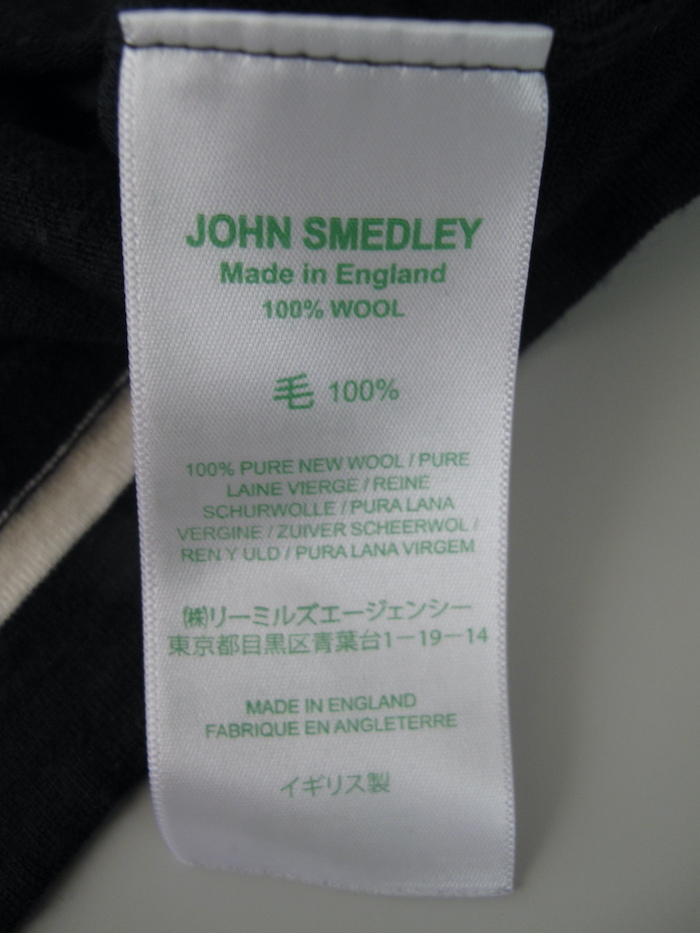 JOHN SMEDLEY
Made in England
100% WOOL
毛 100%
100% PURE NEW WOOL / PURE
LAINE VIERGE / REINE
SCHURWOLLE / PURA LANA
VERGINE / ZUIVER SCHEERWOL /
REN Y ULD / PURA LANA VIRGEM
㈱リーミルズエージェンシー
東京都目黒区青葉台1－19－14
MADE IN ENGLAND
FABRIQUE EN ANGLETERRE
イギリス製